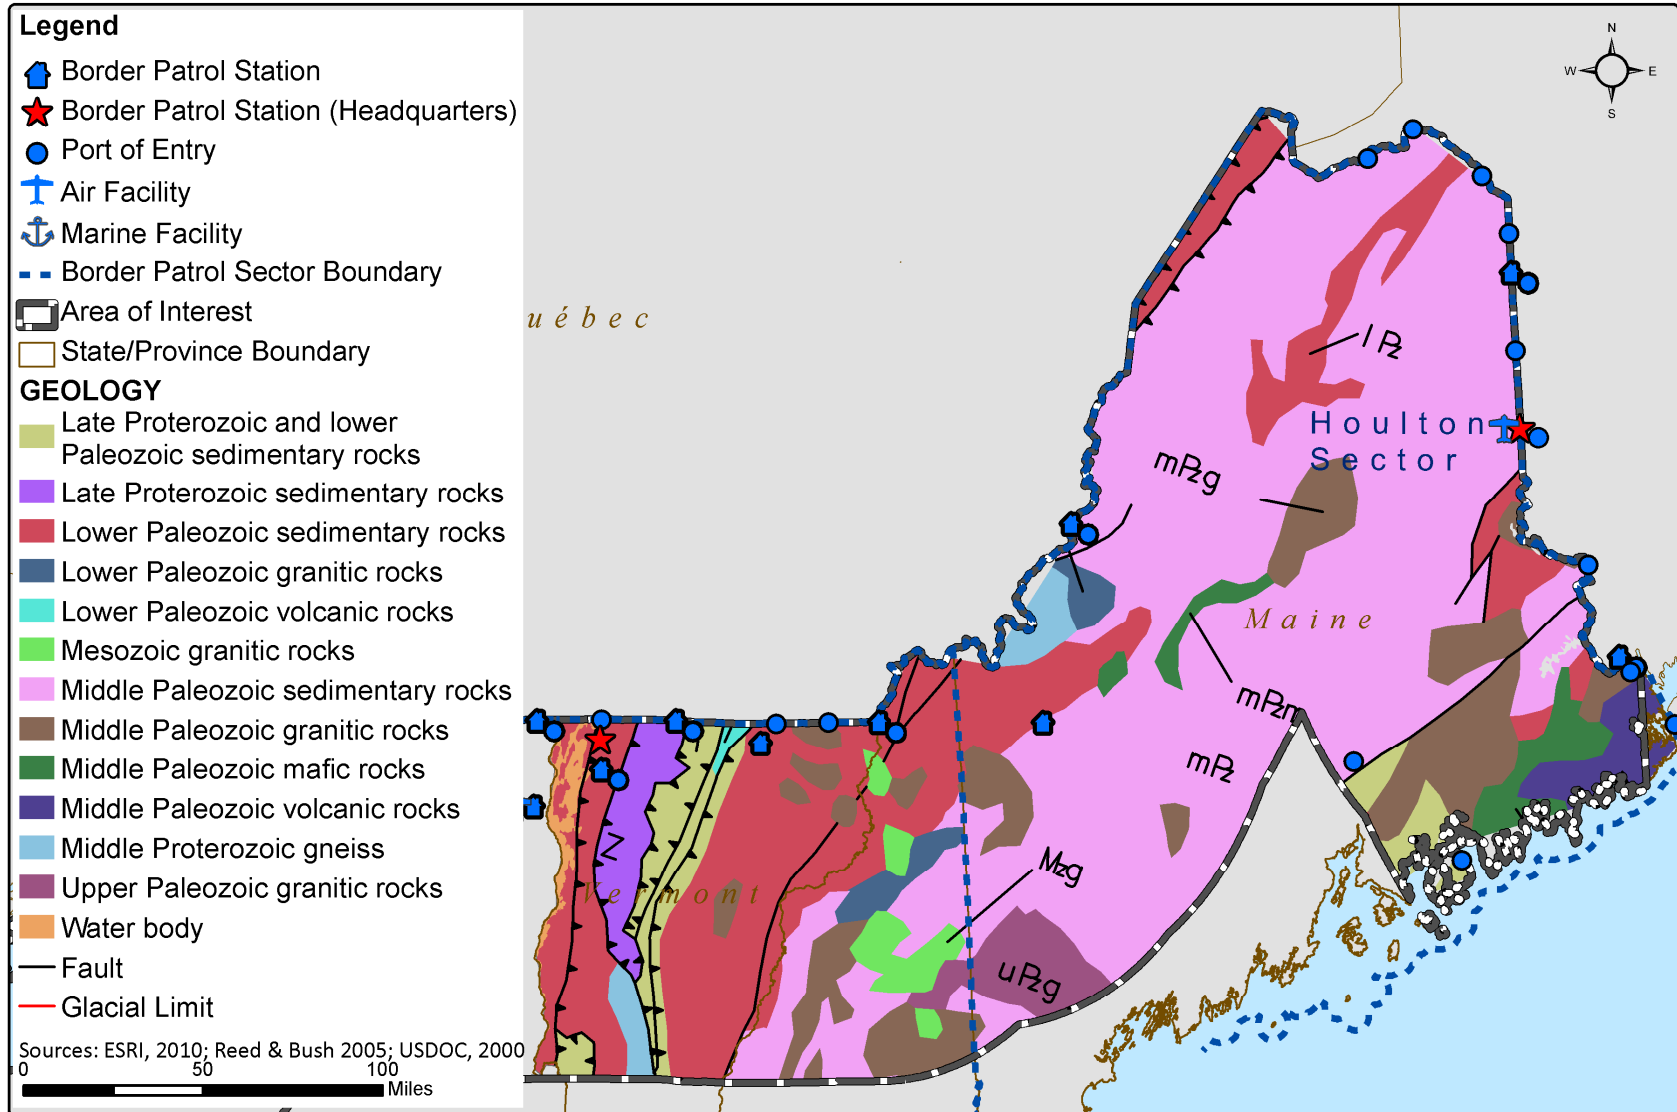 Legend
Border Patrol Station
Border Patrol Station (Headquarters)
Port of Entry
Air Facility
Marine Facility
Border Patrol Sector Boundary
Area of Interest
State/Province Boundary
GEOLOGY
Late Proterozoic and lower
Paleozoic sedimentary rocks
Late Proterozoic sedimentary rocks
Lower Paleozoic sedimentary rocks
Lower Paleozoic granitic rocks
Lower Paleozoic volcanic rocks
Mesozoic granitic rocks
Middle Paleozoic sedimentary rocks
Middle Paleozoic granitic rocks
Middle Paleozoic mafic rocks
Middle Paleozoic volcanic rocks
Middle Proterozoic gneiss
Upper Paleozoic granitic rocks
Water body
Fault
Glacial Limit
Sources: ESRI, 2010; Reed & Bush 2005; USDOC, 2000
0 50 100
Miles
N
W E
S
uébec
lPz
Houlton
Sector
mPzg
Maine
mPzm
mPz
Z
Mzg
Vermont
uPzg